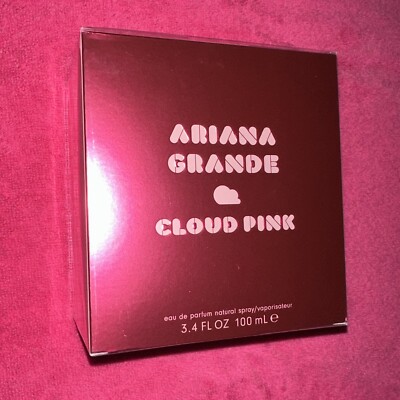 ARIANA
GRANDE
CLOUD PINK
eau de parfum natural spray/vaporisateur
3.4 FL OZ 100 mL ℮